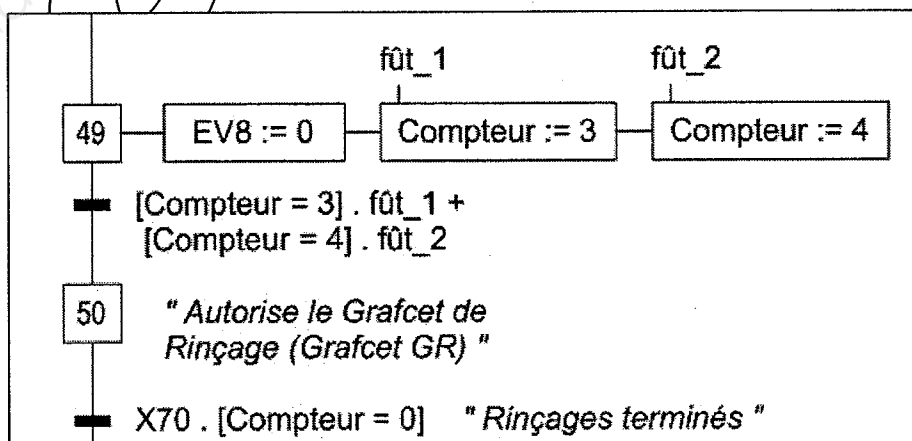 fût_1 fût_2
49 EV8 := 0 Compteur := 3 Compteur := 4
[Compteur = 3] . fût_1 +
[Compteur = 4] . fût_2
50 " Autorise le Grafcet de
Rinçage (Grafcet GR) "
X70 . [Compteur = 0] " Rinçages terminés "